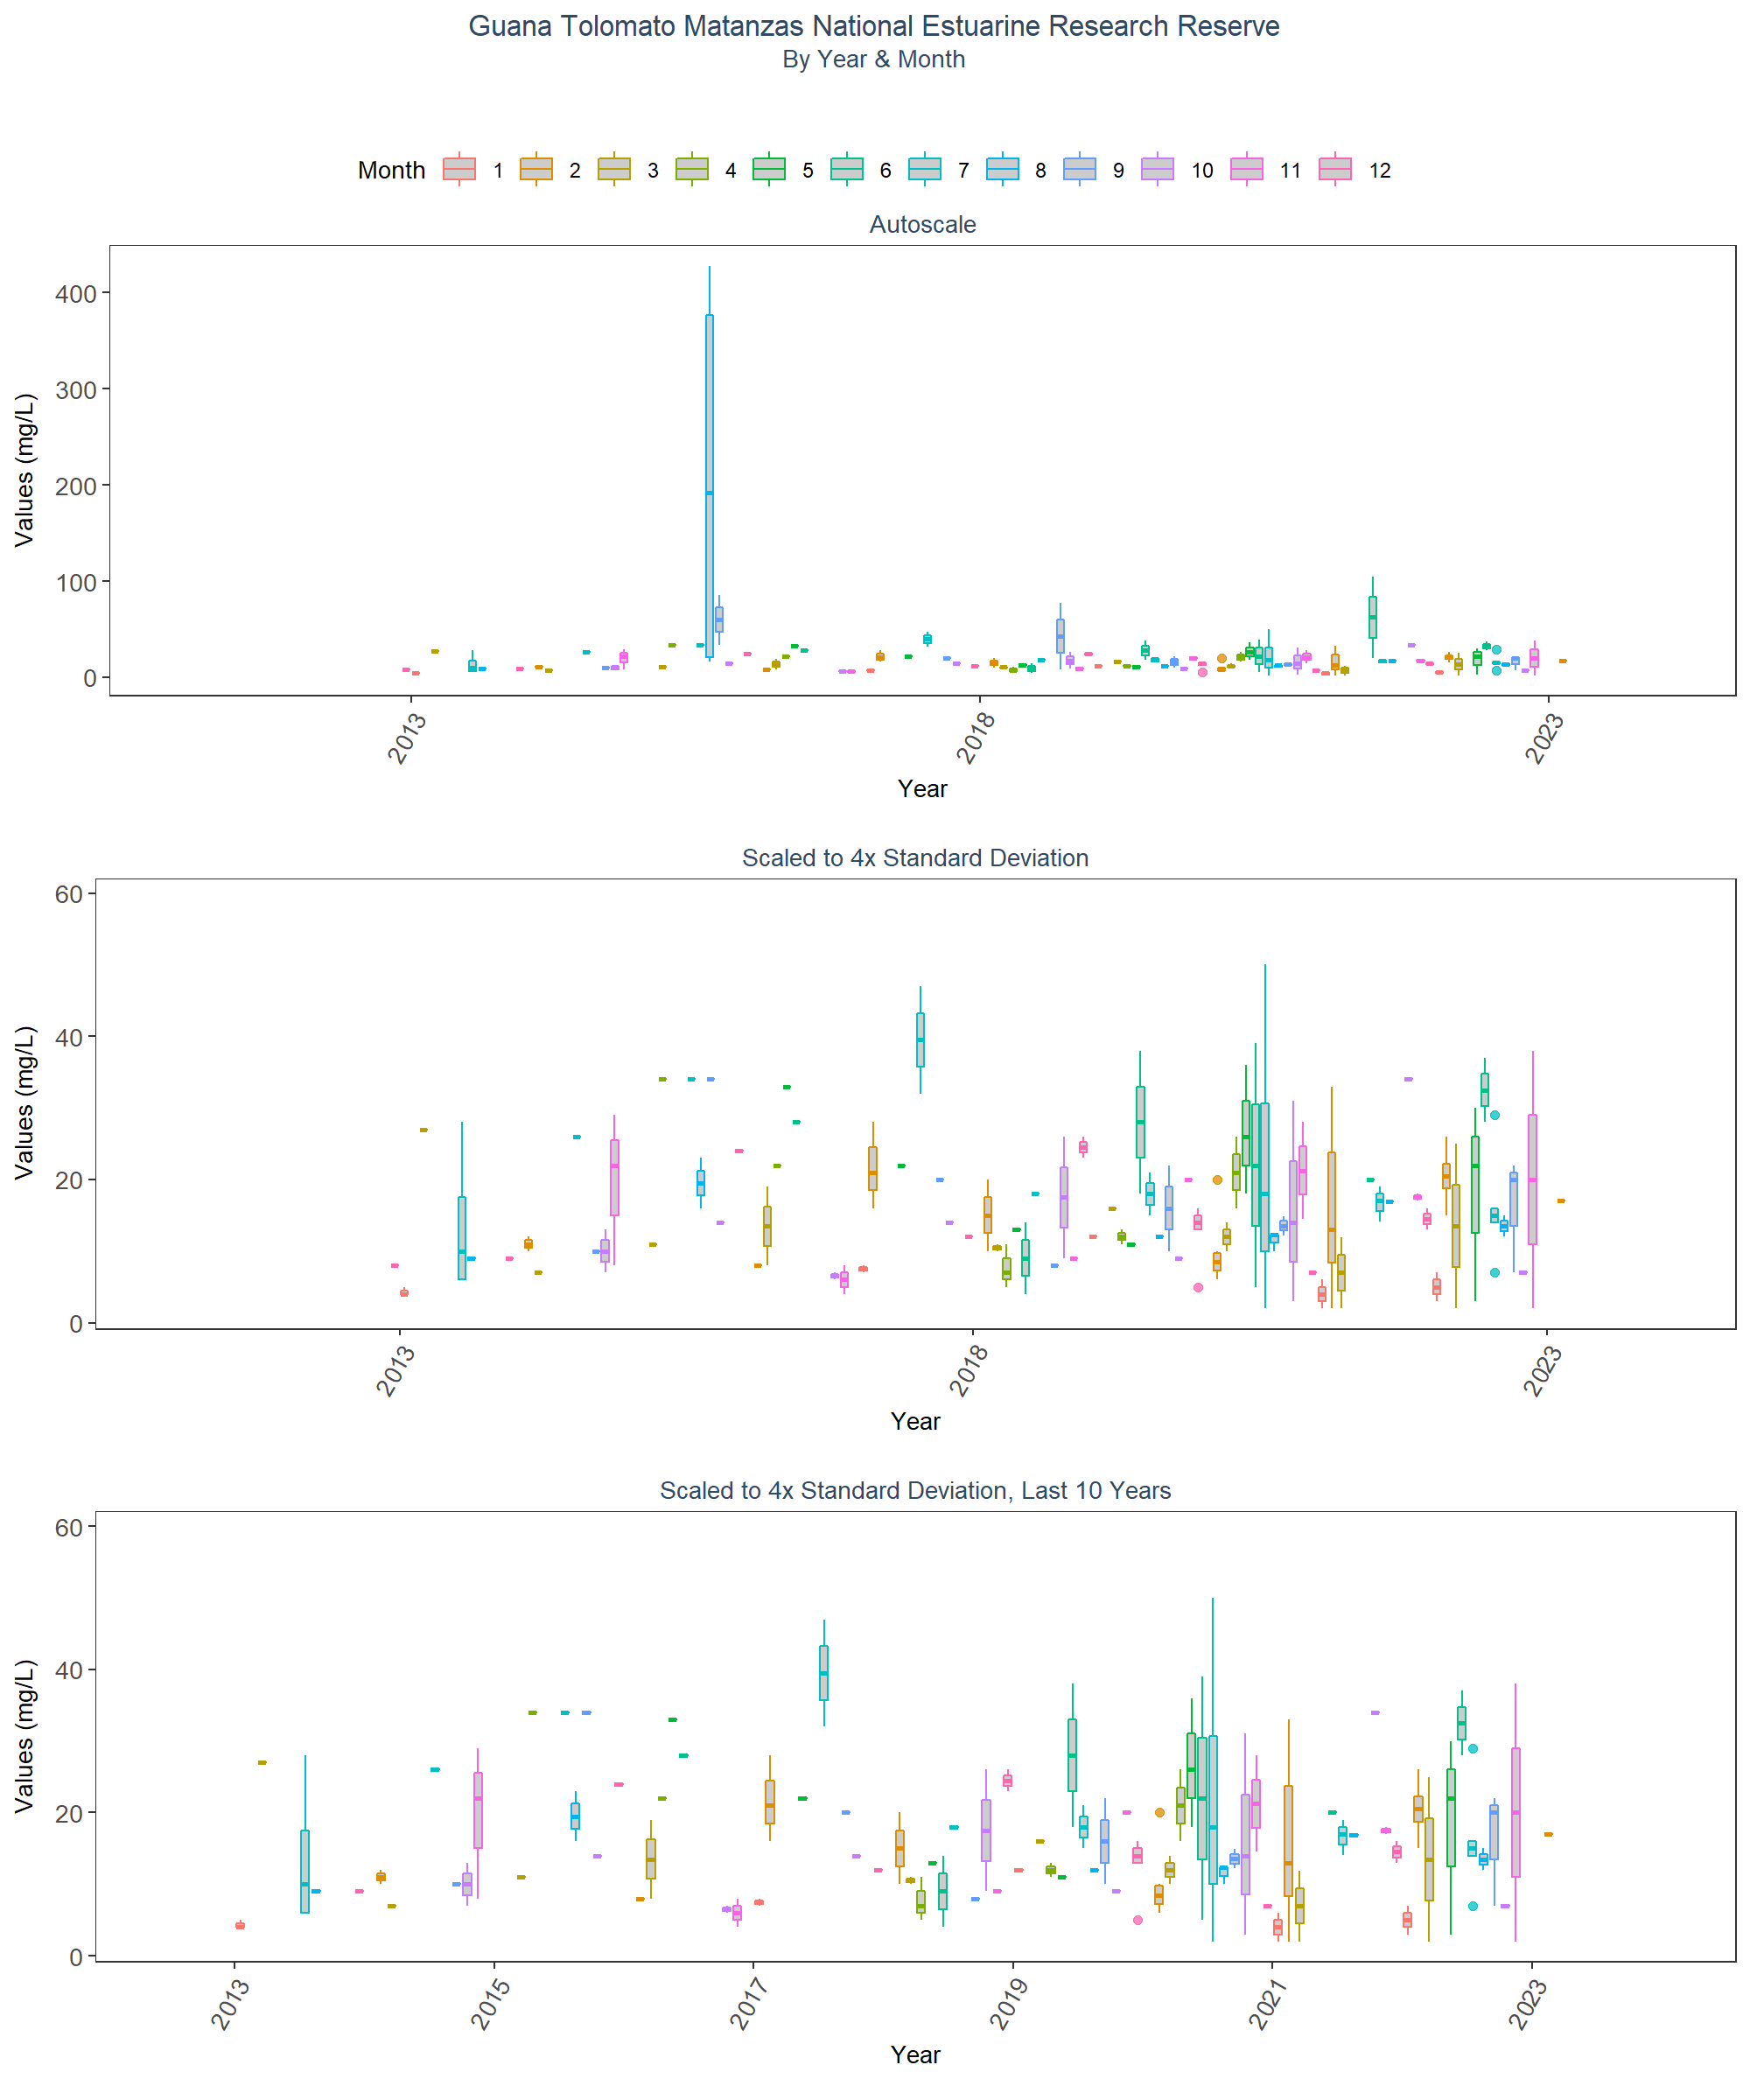 Guana Tolomato Matanzas National Estuarine Research Reserve
By Year & Month
Month 1 2 3 4 5 6 7 8 9 10 11 12
Autoscale
Values (mg/L)
400
300
200
100
0
2013 2018 2023
Year
Scaled to 4x Standard Deviation
Values (mg/L)
60
40
20
0
2013 2018 2023
Year
Scaled to 4x Standard Deviation, Last 10 Years
Values (mg/L)
60
40
20
0
2013 2015 2017 2019 2021 2023
Year